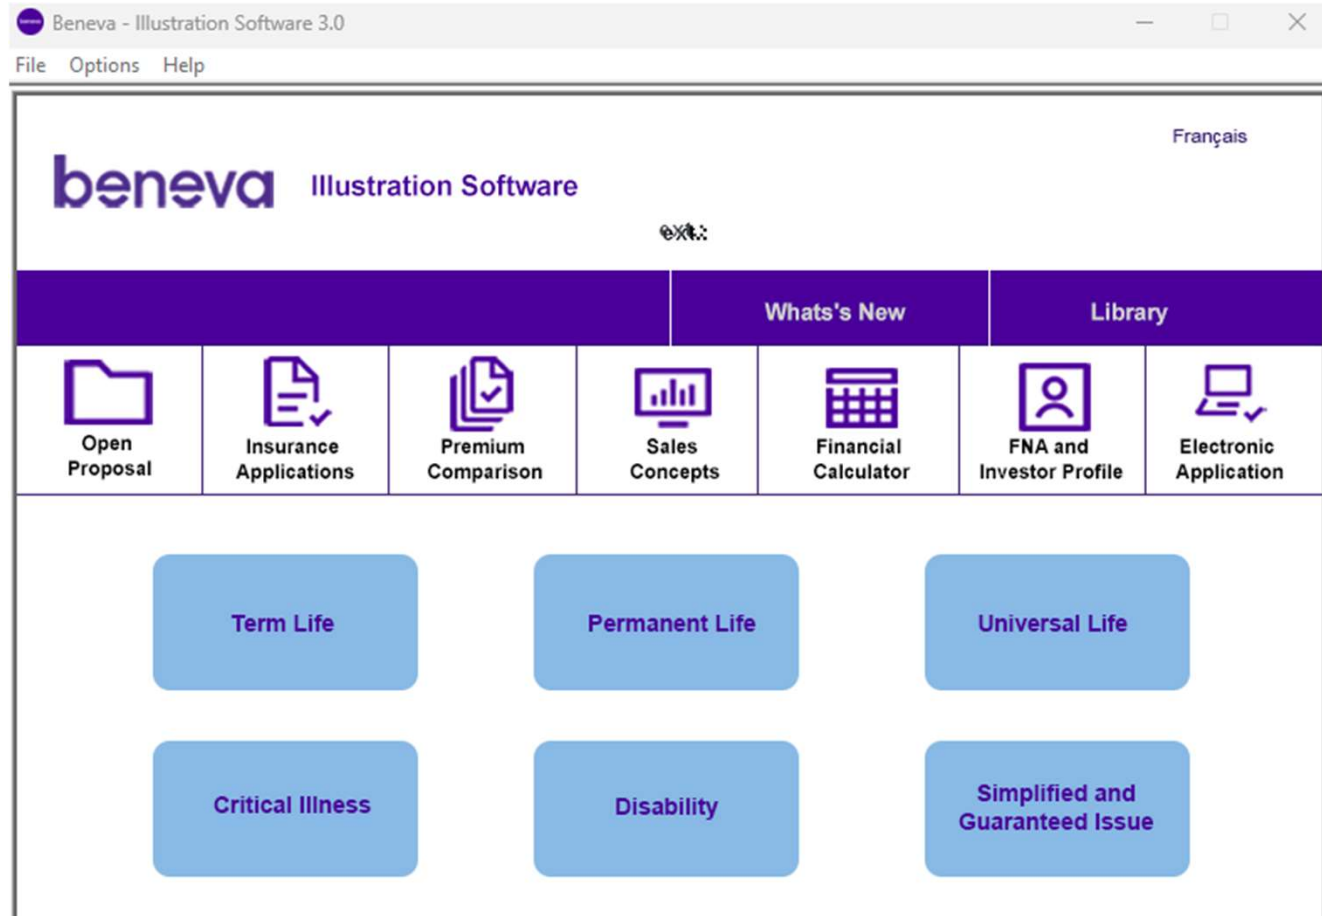 Beneva - Illustration Software 3.0
File Options Help
Français
beneva Illustration Software
Whats's New Library
Open Proposal
Insurance Applications
Premium Comparison
Sales Concepts
Financial Calculator
FNA and Investor Profile
Electronic Application
Term Life
Permanent Life
Universal Life
Critical Illness
Disability
Simplified and
Guaranteed Issue